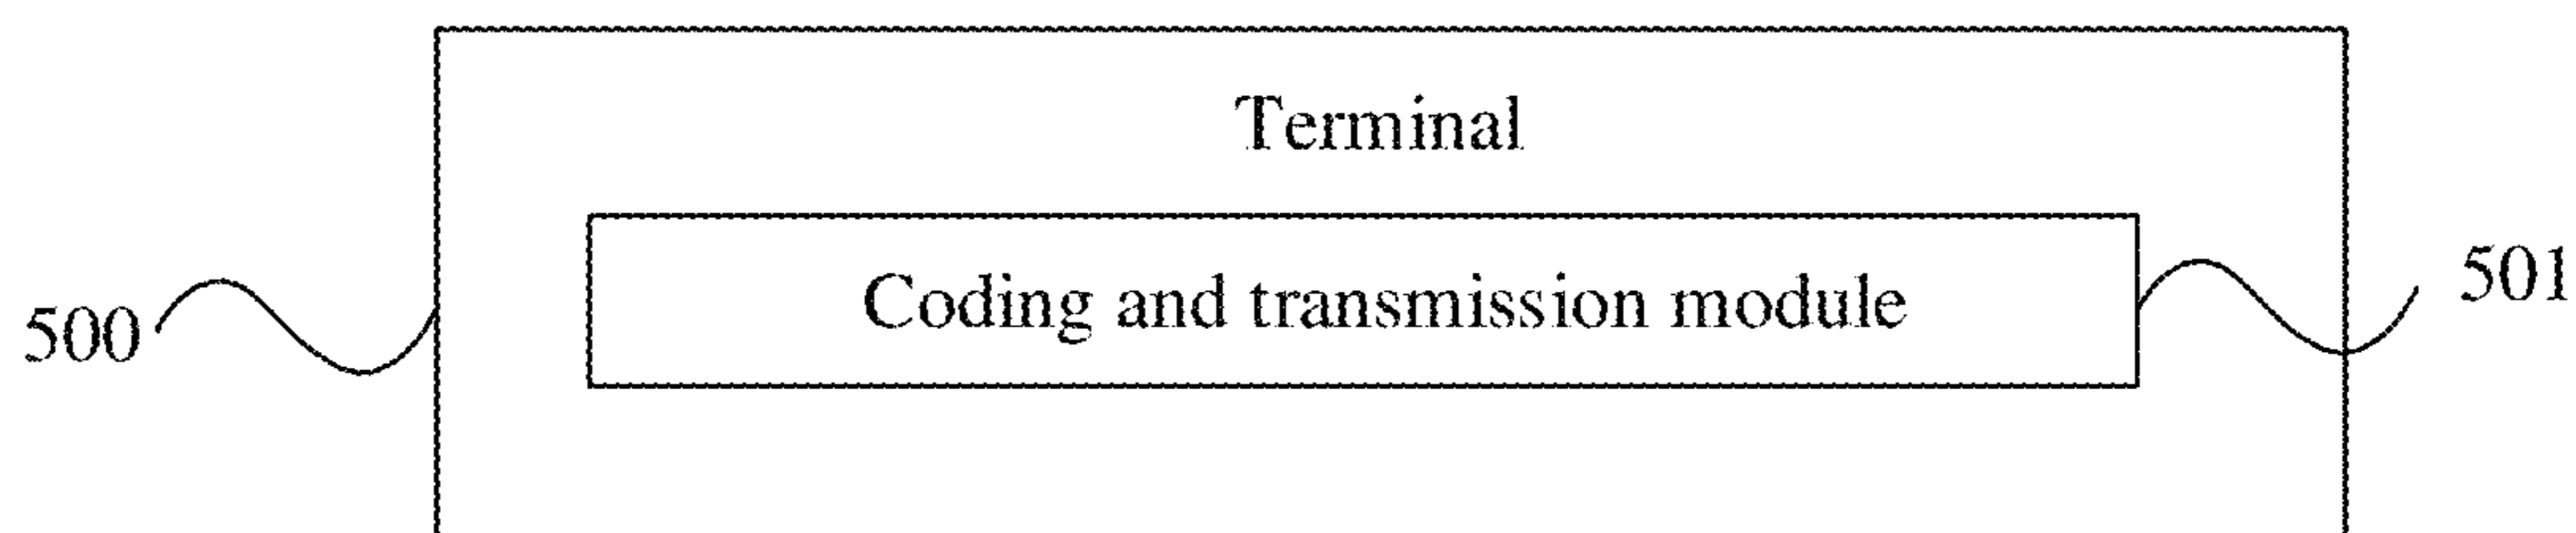 Terminal
Coding and transmission module
500
501